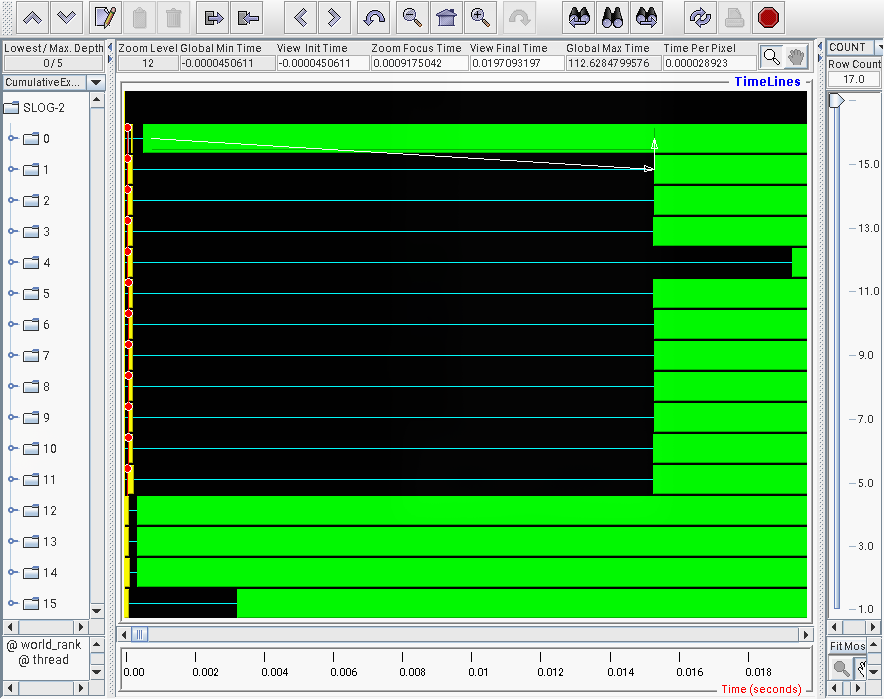 Lowest / Max. Depth Zoom Level Global Min Time View Init Time Zoom Focus Time View Final Time Global Max Time Time Per Pixel COUNT
0 / 5 12 -0.0000450611 -0.0000450611 0.0009175042 0.0197093197 112.6284799576 0.000028923 Row Count
17.0
CumulativeEx...
TimeLines
SLOG-2
0
1
2
3
4
5
6
7
8
9
10
11
12
13
14
15
15.0
13.0
11.0
9.0
7.0
5.0
3.0
1.0
@ world_rank
@ thread
Fit Mos
0.00 0.002 0.004 0.006 0.008 0.01 0.012 0.014 0.016 0.018
Time (seconds)